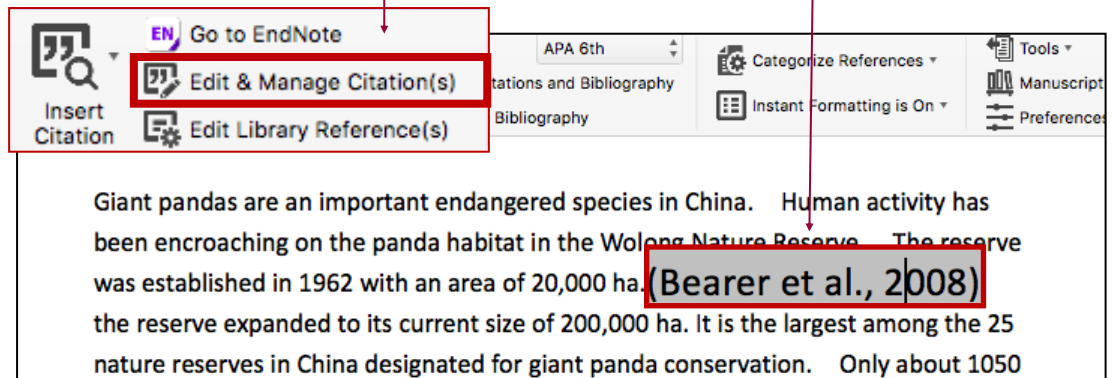 EN Go to EndNote
Edit & Manage Citation(s)
Edit Library Reference(s)
Insert
Citation
APA 6th
tations and Bibliography
Bibliography
Categorize References
Instant Formatting is On
Tools
Manuscript
Preferences
Giant pandas are an important endangered species in China. Human activity has
been encroaching on the panda habitat in the Wolong Nature Reserve. The reserve
was established in 1962 with an area of 20,000 ha. (Bearer et al., 2008)
the reserve expanded to its current size of 200,000 ha. It is the largest among the 25
nature reserves in China designated for giant panda conservation. Only about 1050